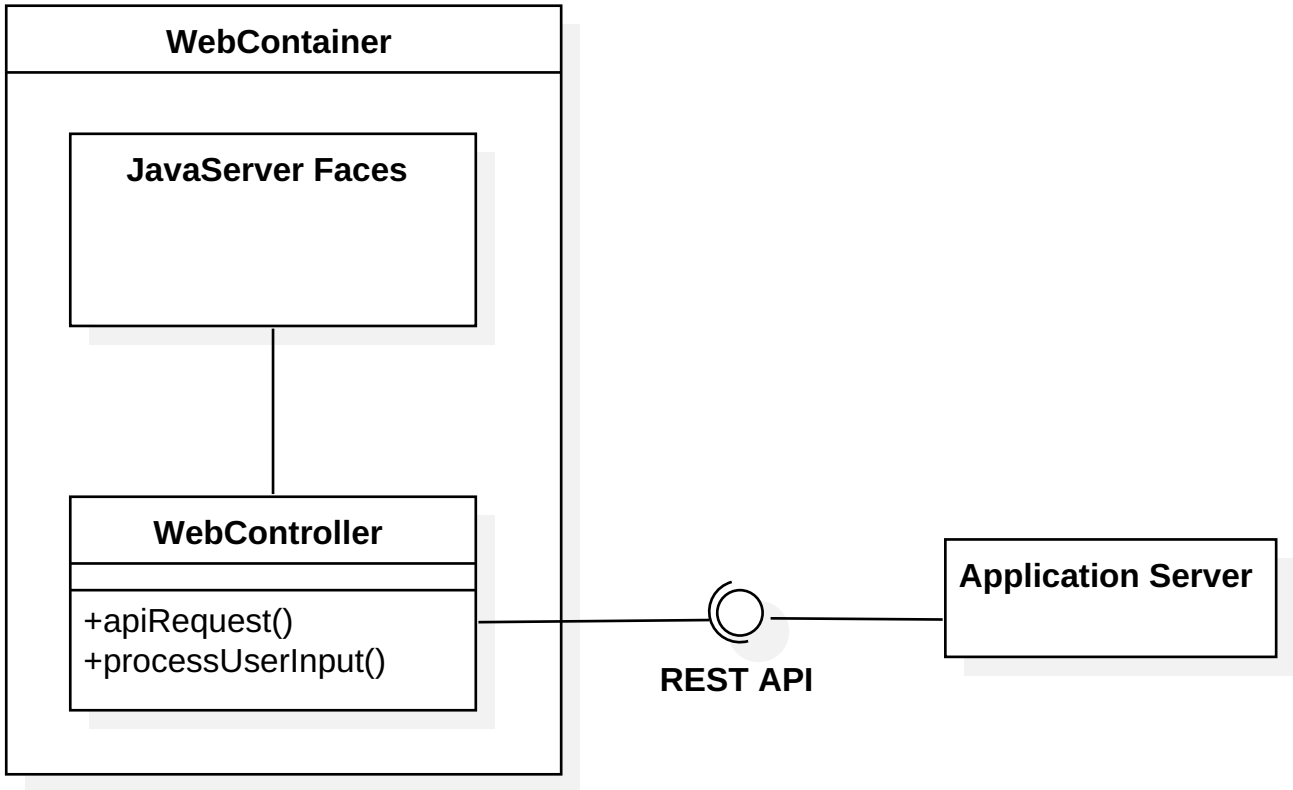 WebContainer
JavaServer Faces
WebController
+apiRequest()
+processUserInput()
REST API
Application Server